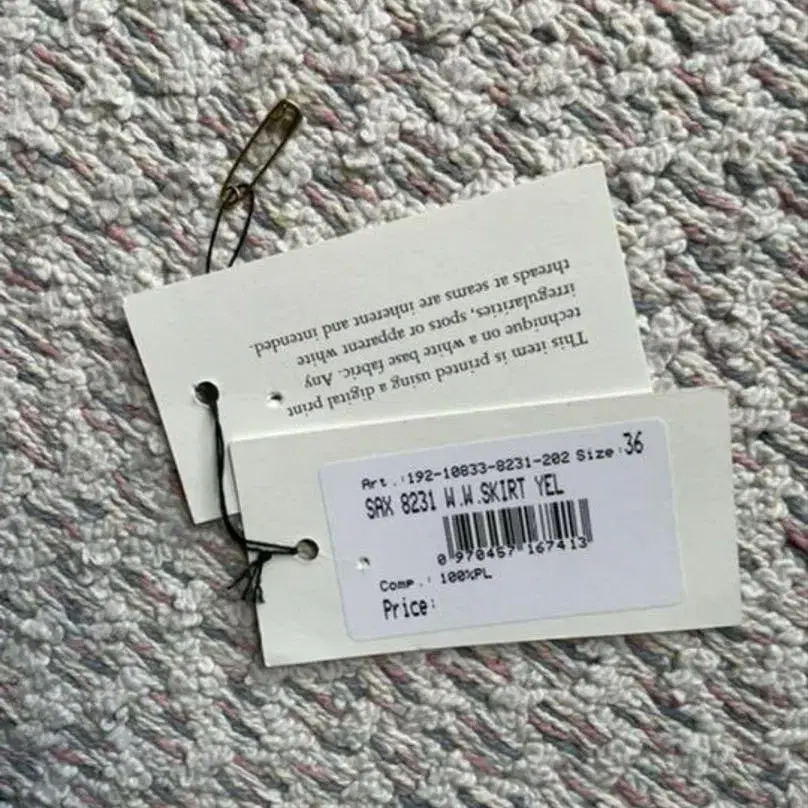 This item is printed using a digital print
technique on a white base fabric. Any
irregularities, spots or apparent white
threads at seams are inherent and intended.
Art.:192-10833-8231-202 Size:36
SAX 8231 W.W.SKIRT YEL
0 970457 167413
Comp.: 100%PL
Price: